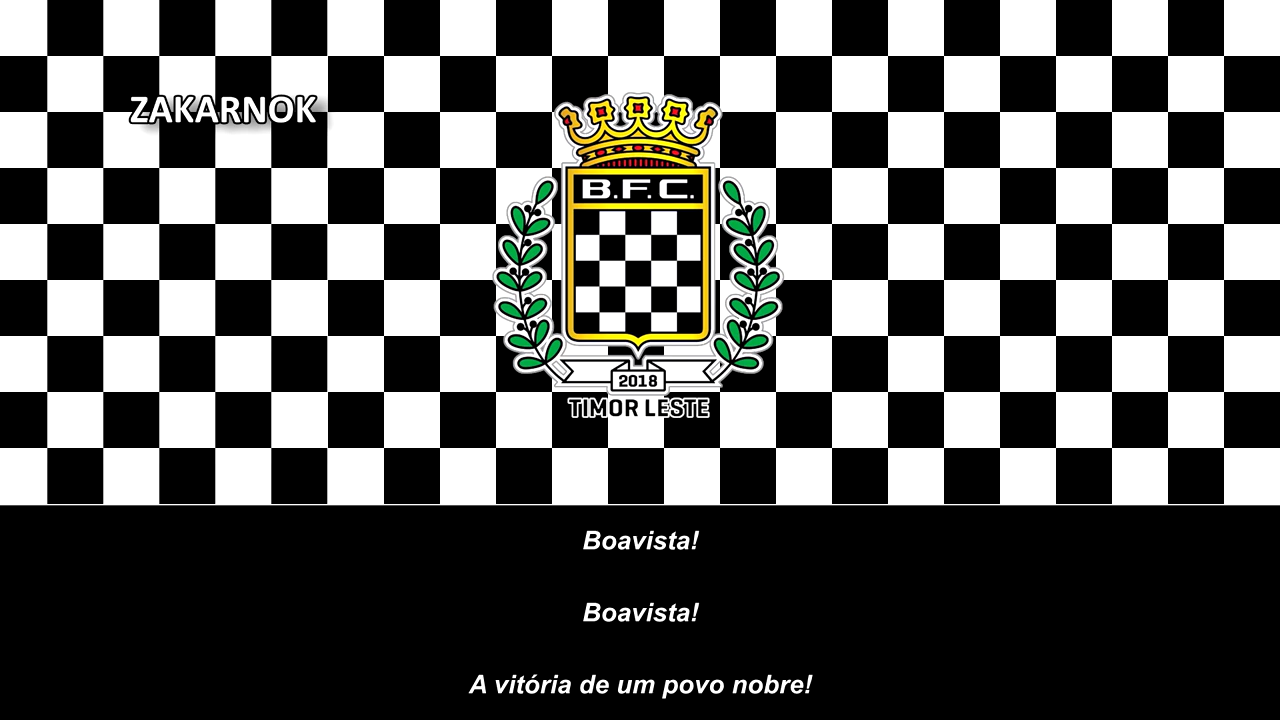 ZAKARNOK
B.F.C.
2018
TIMOR LESTE
Boavista!
Boavista!
A vitória de um povo nobre!